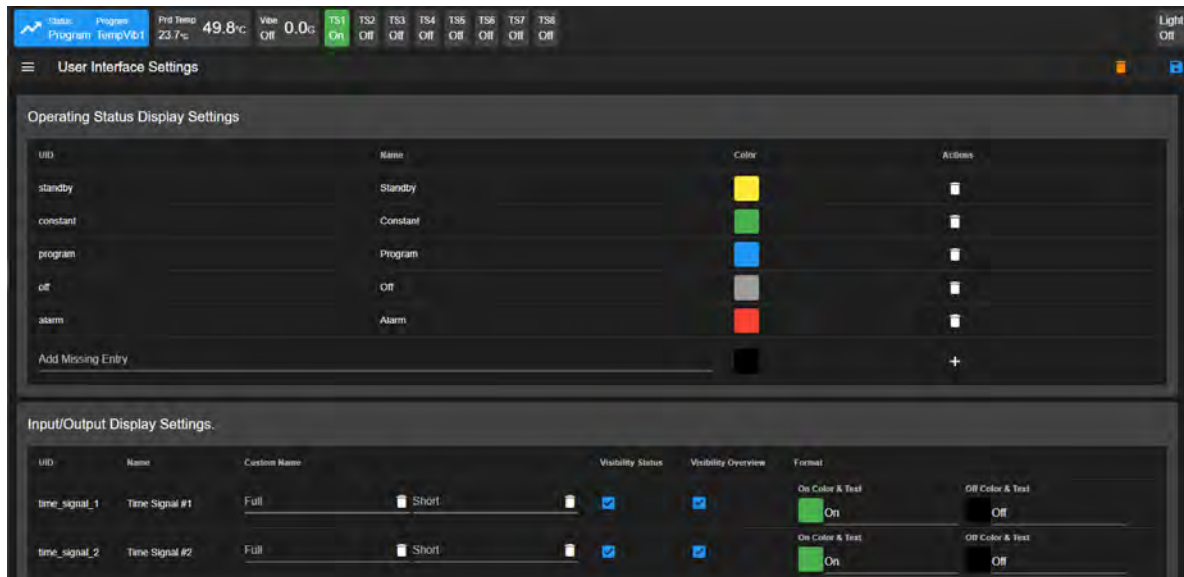 Status: Program Prd Temp Vibe TS1 TS2 TS3 TS4 TS5 TS6 TS7 TS8 Light
Program TempVib1 23.7°C 49.8°C Off 0.0G On Off Off Off Off Off Off Off Off
User Interface Settings
Operating Status Display Settings
UID Name Color Actions
standby Standby
constant Constant
program Program
off Off
alarm Alarm
Add Missing Entry
Input/Output Display Settings.
UID Name Custom Name Visibility Status Visibility Overview Format
On Color & Text Off Color & Text
time_signal_1 Time Signal #1 Full Short On Off
On Color & Text Off Color & Text
time_signal_2 Time Signal #2 Full Short On Off